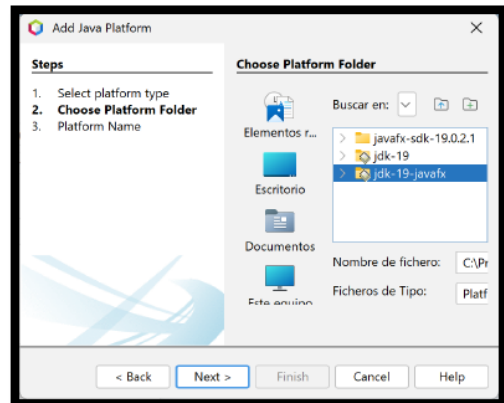 Add Java Platform
Steps
1. Select platform type
2. Choose Platform Folder
3. Platform Name
Choose Platform Folder
Buscar en:
Elementos r...
Escritorio
Documentos
Este equipo
javafx-sdk-19.0.2.1
jdk-19
jdk-19-javafx
Nombre de fichero: C:\Pr
Ficheros de Tipo: Platf
< Back
Next >
Finish
Cancel
Help